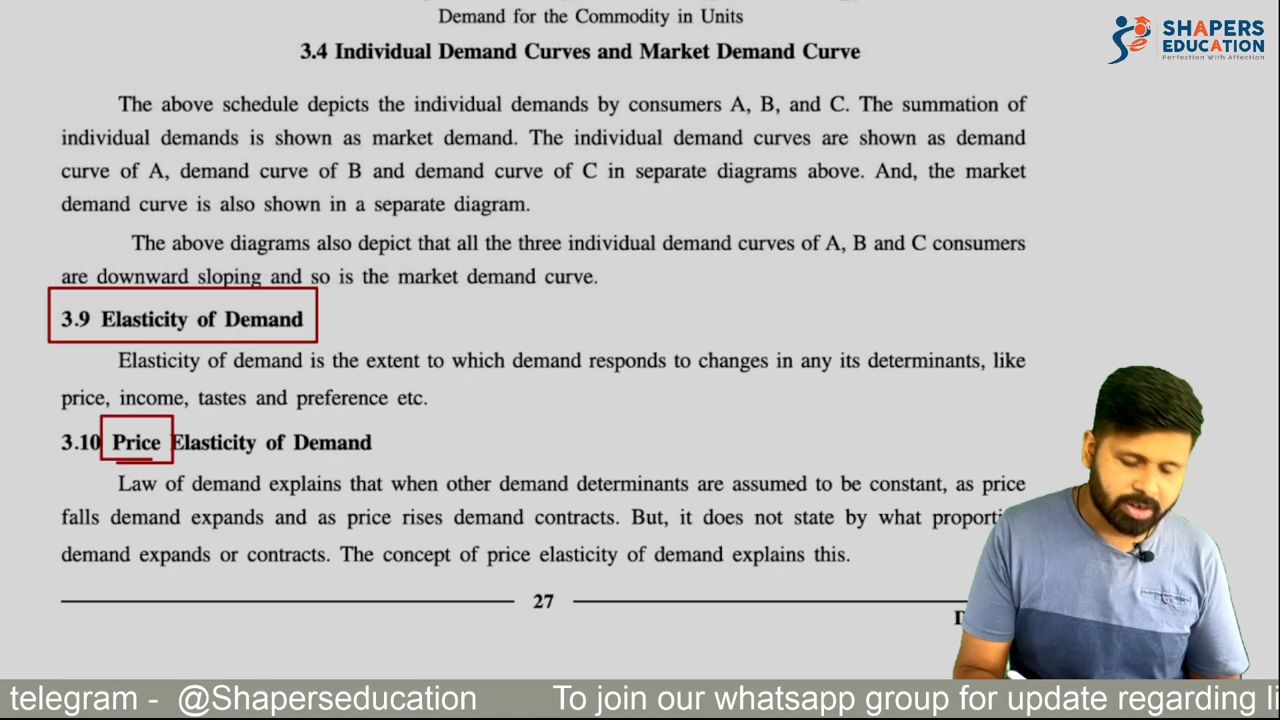 Demand for the Commodity in Units
SHAPERS
EDUCATION
Perfection With Affection
3.4 Individual Demand Curves and Market Demand Curve
The above schedule depicts the individual demands by consumers A, B, and C. The summation of
individual demands is shown as market demand. The individual demand curves are shown as demand
curve of A, demand curve of B and demand curve of C in separate diagrams above. And, the market
demand curve is also shown in a separate diagram.
The above diagrams also depict that all the three individual demand curves of A, B and C consumers
are downward sloping and so is the market demand curve.
3.9 Elasticity of Demand
Elasticity of demand is the extent to which demand responds to changes in any its determinants, like
price, income, tastes and preference etc.
3.10 Price Elasticity of Demand
Law of demand explains that when other demand determinants are assumed to be constant, as price
falls demand expands and as price rises demand contracts. But, it does not state by what
demand expands or contracts. The concept of price elasticity of demand explains this.
27
telegram - @Shaperseducation To join our whatsapp group for update regarding